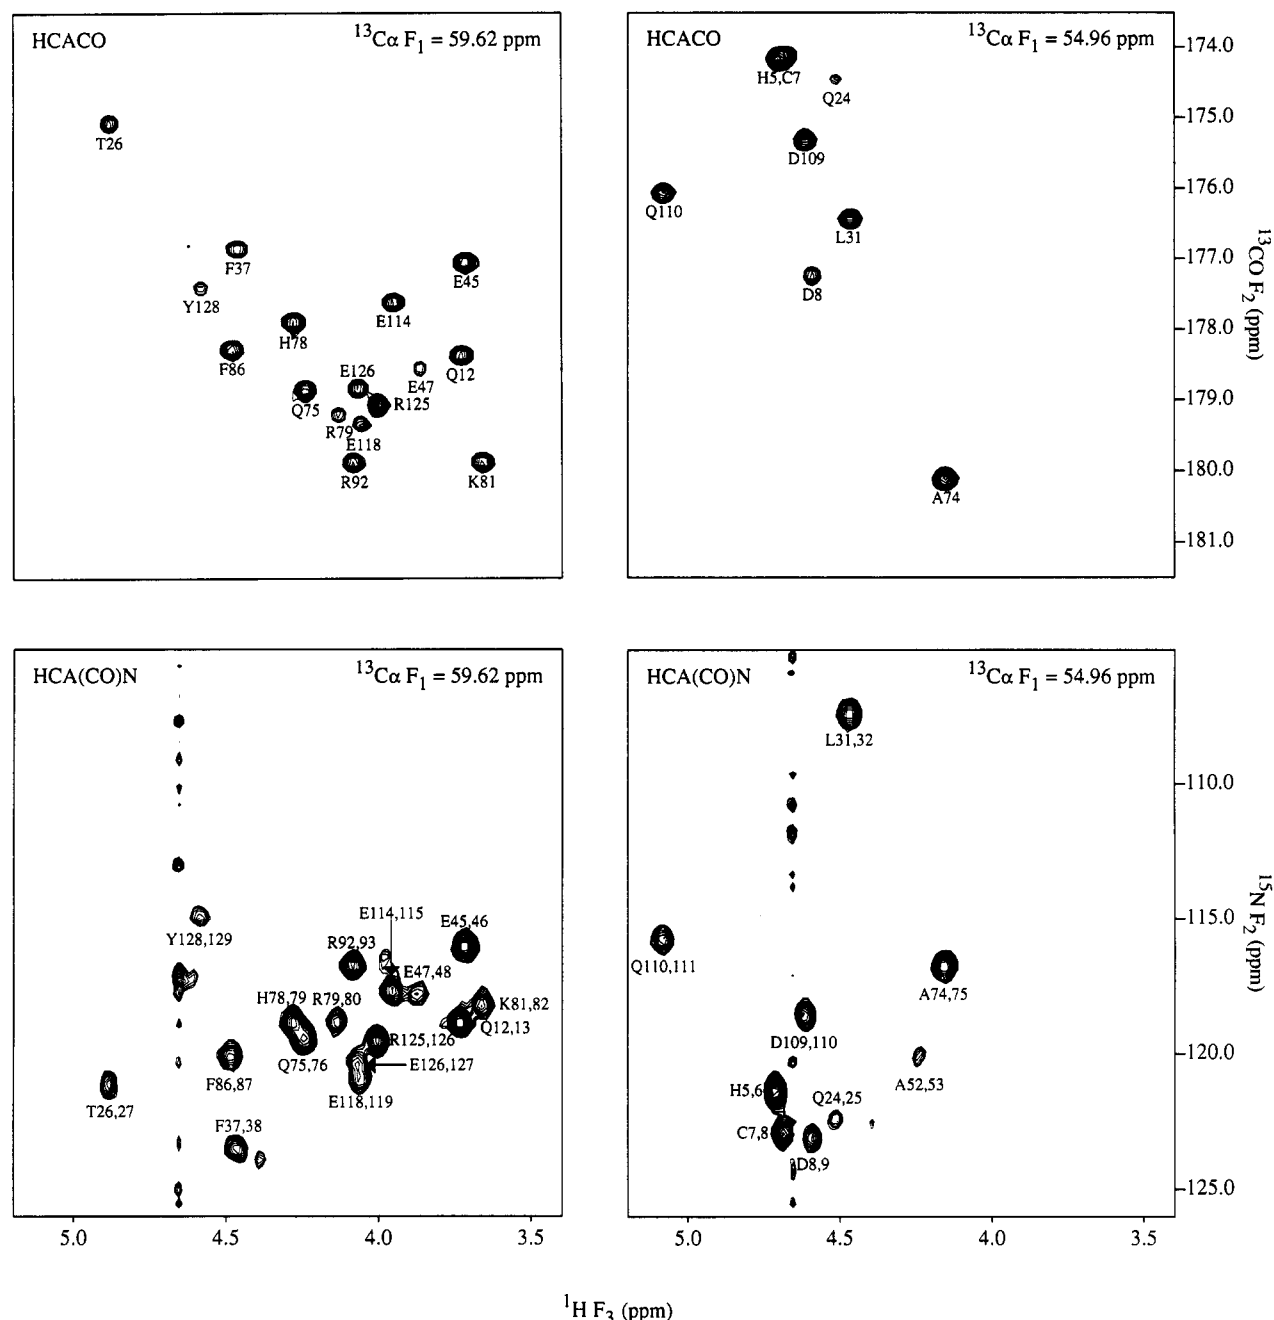 HCACO
¹³Cα F₁ = 59.62 ppm
T26
F37
Y128
E45
E114
H78
F86
E126
E47
Q12
Q75
R125
R79
E118
R92
K81
HCACO
¹³Cα F₁ = 54.96 ppm
H5,C7
Q24
D109
Q110
L31
D8
A74
174.0
175.0
176.0
177.0
178.0
179.0
180.0
181.0
¹³CO F₂ (ppm)
HCA(CO)N
¹³Cα F₁ = 59.62 ppm
E114,115
E45,46
Y128,129
R92,93
E47,48
H78,79
R79,80
K81,82
Q12,13
R125,126
Q75,76
E126,127
F86,87
E118,119
T26,27
F37,38
5.0
4.5
4.0
3.5
HCA(CO)N
¹³Cα F₁ = 54.96 ppm
L31,32
Q110,111
A74,75
D109,110
H5,6
Q24,25
A52,53
C7,8
D8,9
110.0
115.0
120.0
125.0
¹⁵N F₂ (ppm)
5.0
4.5
4.0
3.5
¹H F₃ (ppm)